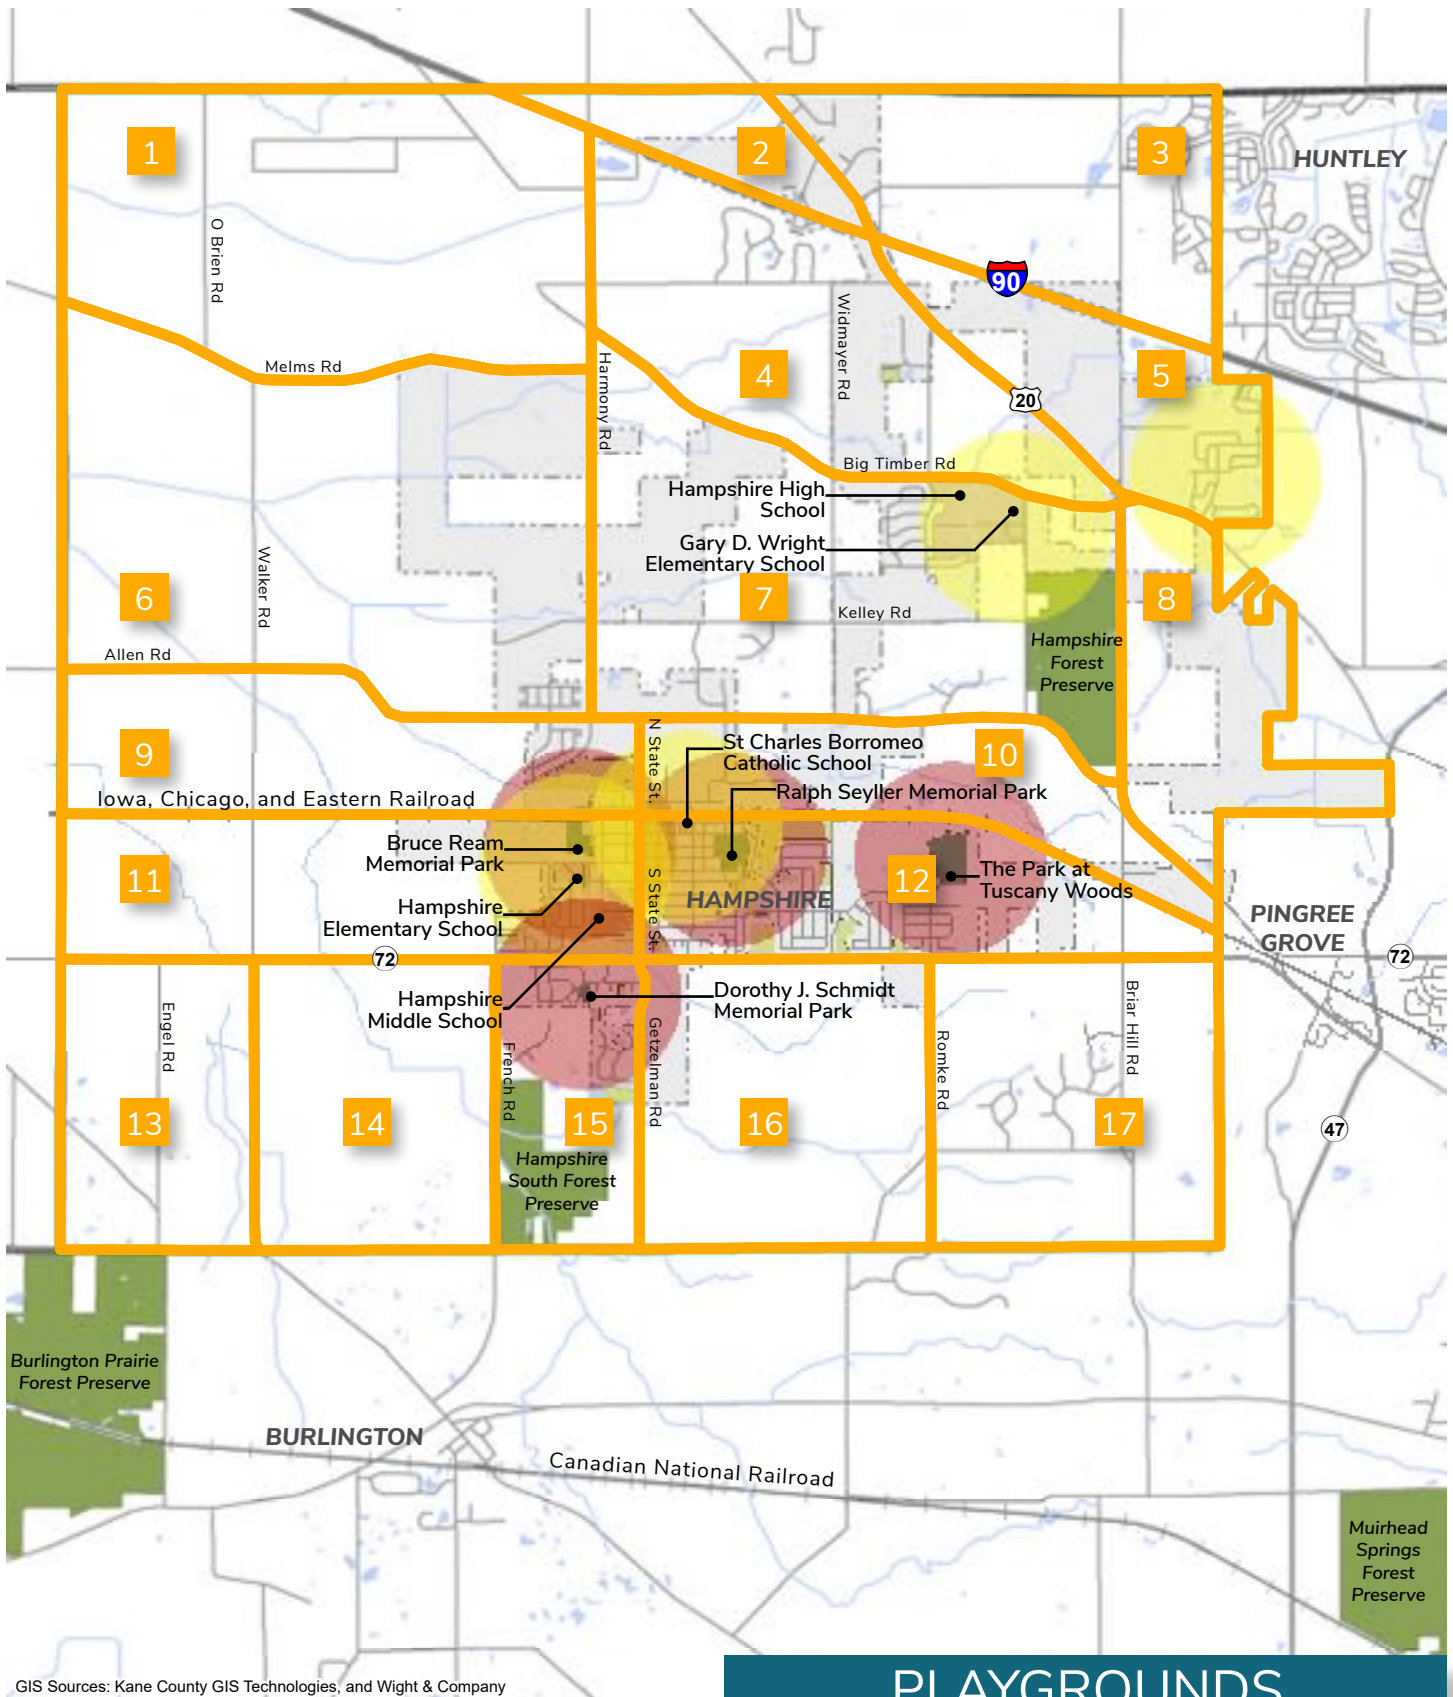 1
2
3
HUNTLEY
O Brien Rd
90
Widmayer Rd
Melms Rd
Harmony Rd
4
5
20
Big Timber Rd
Hampshire High
School
Gary D. Wright
Elementary School
Walker Rd
6
7
8
Kelley Rd
Allen Rd
Hampshire
Forest
Preserve
9
N State St.
St Charles Borromeo
Catholic School
10
Iowa, Chicago, and Eastern Railroad
Ralph Seyller Memorial Park
Bruce Ream
Memorial Park
11
S State St.
12
The Park at
Tuscany Woods
HAMPSHIRE
Hampshire
Elementary School
PINGREE
GROVE
72
72
Hampshire
Middle School
Dorothy J. Schmidt
Memorial Park
Engel Rd
French Rd
Getzelman Rd
Romke Rd
Briar Hill Rd
13
14
15
16
17
47
Hampshire
South Forest
Preserve
Burlington Prairie
Forest Preserve
BURLINGTON
Canadian National Railroad
Muirhead
Springs
Forest
Preserve
GIS Sources: Kane County GIS Technologies, and Wight & Company
PLAYGROUNDS